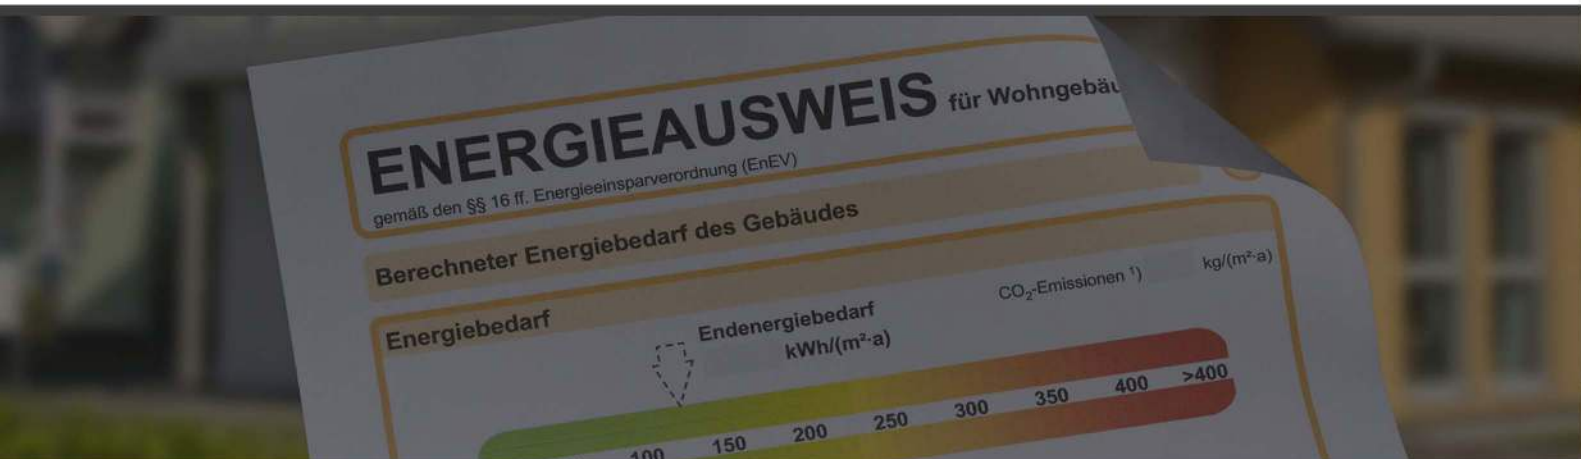 ENERGIEAUSWEIS für Wohngebäu
gemäß den §§ 16 ff. Energieeinsparverordnung (EnEV)
Berechneter Energiebedarf des Gebäudes
Energiebedarf
CO₂-Emissionen ¹) kg/(m²·a)
Endenergiebedarf
kWh/(m²·a)
100 150 200 250 300 350 400 >400